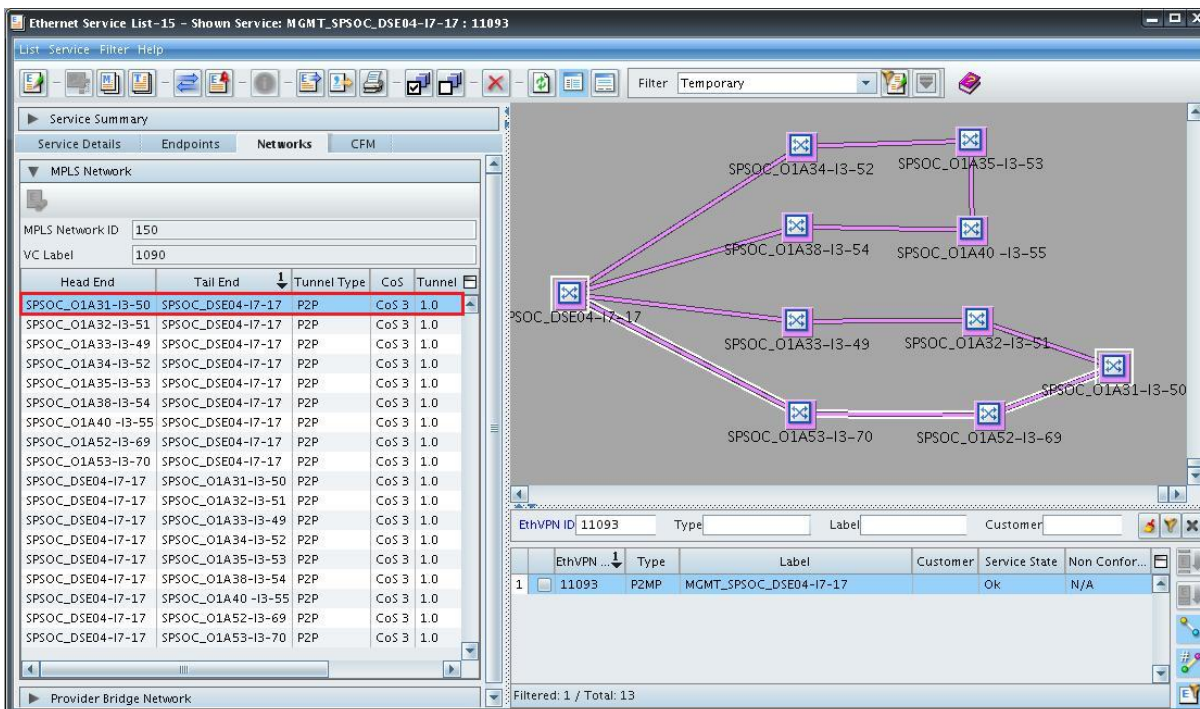 Ethernet Service List-15 - Shown Service: MGMT_SPSOC_DSE04-I7-17 : 11093
List Service Filter Help
Filter Temporary
Service Summary
Service Details Endpoints Networks CFM
MPLS Network
MPLS Network ID 150
VC Label 1090
Head End Tail End 1 Tunnel Type CoS Tunnel
SPSOC_O1A31-I3-50 SPSOC_DSE04-I7-17 P2P CoS 3 1.0
SPSOC_O1A32-I3-51 SPSOC_DSE04-I7-17 P2P CoS 3 1.0
SPSOC_O1A33-I3-49 SPSOC_DSE04-I7-17 P2P CoS 3 1.0
SPSOC_O1A34-I3-52 SPSOC_DSE04-I7-17 P2P CoS 3 1.0
SPSOC_O1A35-I3-53 SPSOC_DSE04-I7-17 P2P CoS 3 1.0
SPSOC_O1A38-I3-54 SPSOC_DSE04-I7-17 P2P CoS 3 1.0
SPSOC_O1A40 -I3-55 SPSOC_DSE04-I7-17 P2P CoS 3 1.0
SPSOC_O1A52-I3-69 SPSOC_DSE04-I7-17 P2P CoS 3 1.0
SPSOC_O1A53-I3-70 SPSOC_DSE04-I7-17 P2P CoS 3 1.0
SPSOC_DSE04-I7-17 SPSOC_O1A31-I3-50 P2P CoS 3 1.0
SPSOC_DSE04-I7-17 SPSOC_O1A32-I3-51 P2P CoS 3 1.0
SPSOC_DSE04-I7-17 SPSOC_O1A33-I3-49 P2P CoS 3 1.0
SPSOC_DSE04-I7-17 SPSOC_O1A34-I3-52 P2P CoS 3 1.0
SPSOC_DSE04-I7-17 SPSOC_O1A35-I3-53 P2P CoS 3 1.0
SPSOC_DSE04-I7-17 SPSOC_O1A38-I3-54 P2P CoS 3 1.0
SPSOC_DSE04-I7-17 SPSOC_O1A40 -I3-55 P2P CoS 3 1.0
SPSOC_DSE04-I7-17 SPSOC_O1A52-I3-69 P2P CoS 3 1.0
SPSOC_DSE04-I7-17 SPSOC_O1A53-I3-70 P2P CoS 3 1.0
Provider Bridge Network
SPSOC_O1A34-I3-52
SPSOC_O1A35-I3-53
SPSOC_O1A38-I3-54
SPSOC_O1A40 -I3-55
PSOC_DSE04-I7-17
SPSOC_O1A33-I3-49
SPSOC_O1A32-I3-51
SPSOC_O1A31-I3-50
SPSOC_O1A53-I3-70
SPSOC_O1A52-I3-69
EthVPN ID 11093 Type Label Customer
EthVPN ... 1 Type Label Customer Service State Non Confor...
1 11093 P2MP MGMT_SPSOC_DSE04-I7-17 Ok N/A
Filtered: 1 / Total: 13